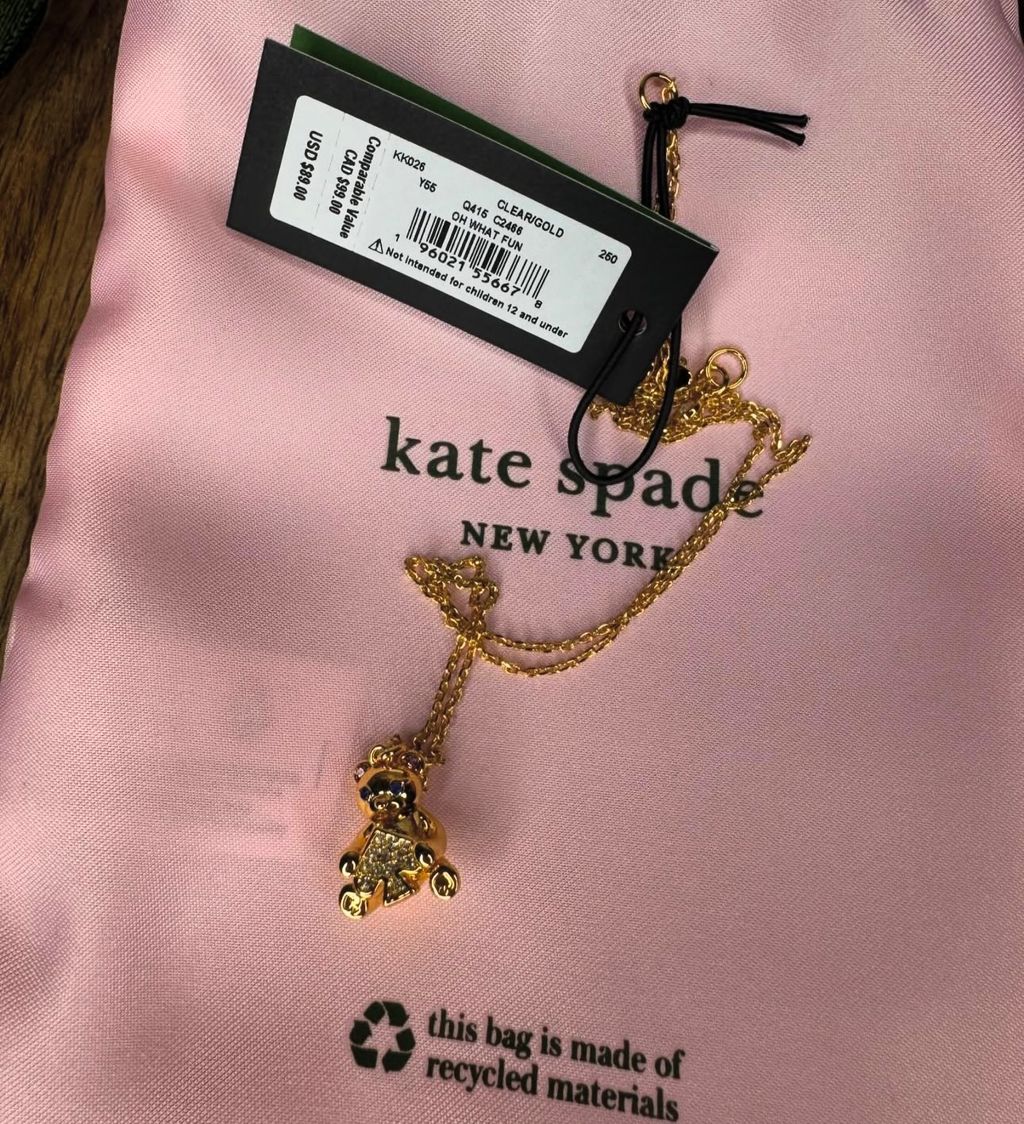 KK026
Y55
CLEAR/GOLD
250
Q415 C2466
OH WHAT FUN
1 96021 55667 8
⚠ Not intended for children 12 and under
Comparable Value
CAD $99.00
USD $89.00
kate spade
NEW YORK
this bag is made of
recycled materials